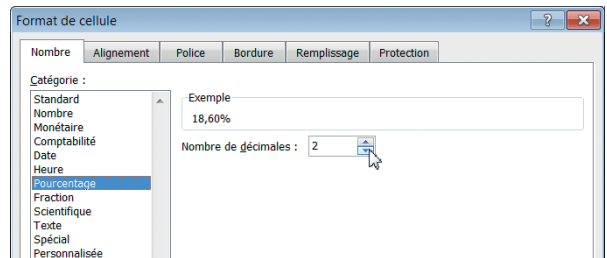 Format de cellule
Nombre Alignement Police Bordure Remplissage Protection
Catégorie :
Standard
Nombre
Monétaire
Comptabilité
Date
Heure
Pourcentage
Fraction
Scientifique
Texte
Spécial
Personnalisée
Exemple
18,60%
Nombre de décimales : 2